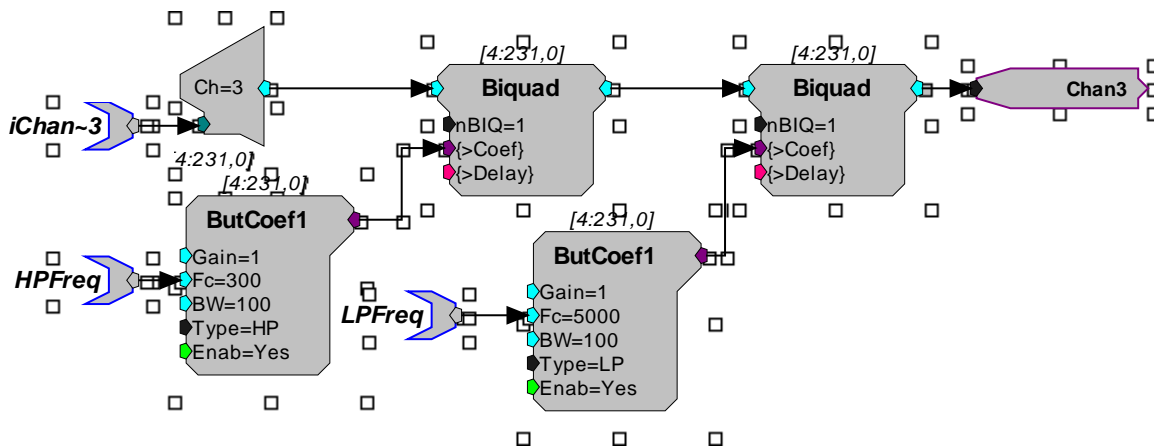 [4:231,0]
[4:231,0]
Ch=3
Biquad
Biquad
Chan3
iChan~3
nBIQ=1
nBIQ=1
{>Coef}
{>Coef}
{>Delay}
{>Delay}
4:231,0]
[4:231,0]
ButCoef1
[4:231,0]
ButCoef1
HPFreq
Gain=1
Fc=300
BW=100
Type=HP
Enab=Yes
LPFreq
Gain=1
Fc=5000
BW=100
Type=LP
Enab=Yes